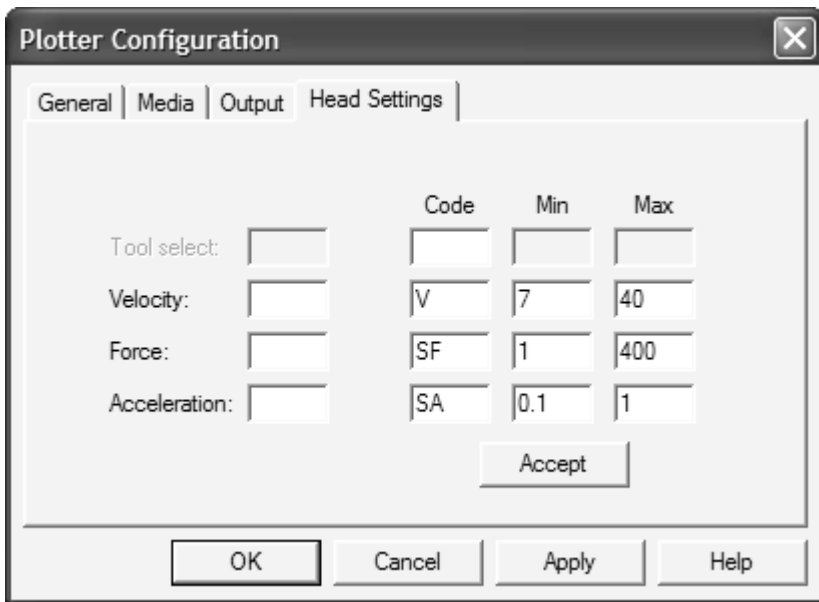 Plotter Configuration
General Media Output Head Settings
Code Min Max
Tool select:
Velocity: V 7 40
Force: SF 1 400
Acceleration: SA 0.1 1
Accept
OK Cancel Apply Help